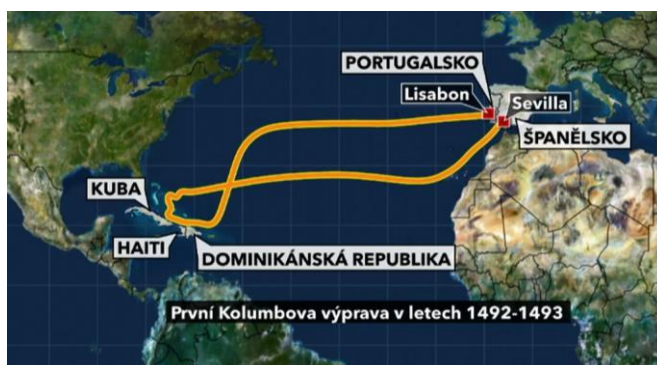 PORTUGALSKO
Lisabon
Sevilla
ŠPANĚLSKO
KUBA
HAITI
DOMINIKÁNSKÁ REPUBLIKA
První Kolumbova výprava v letech 1492-1493